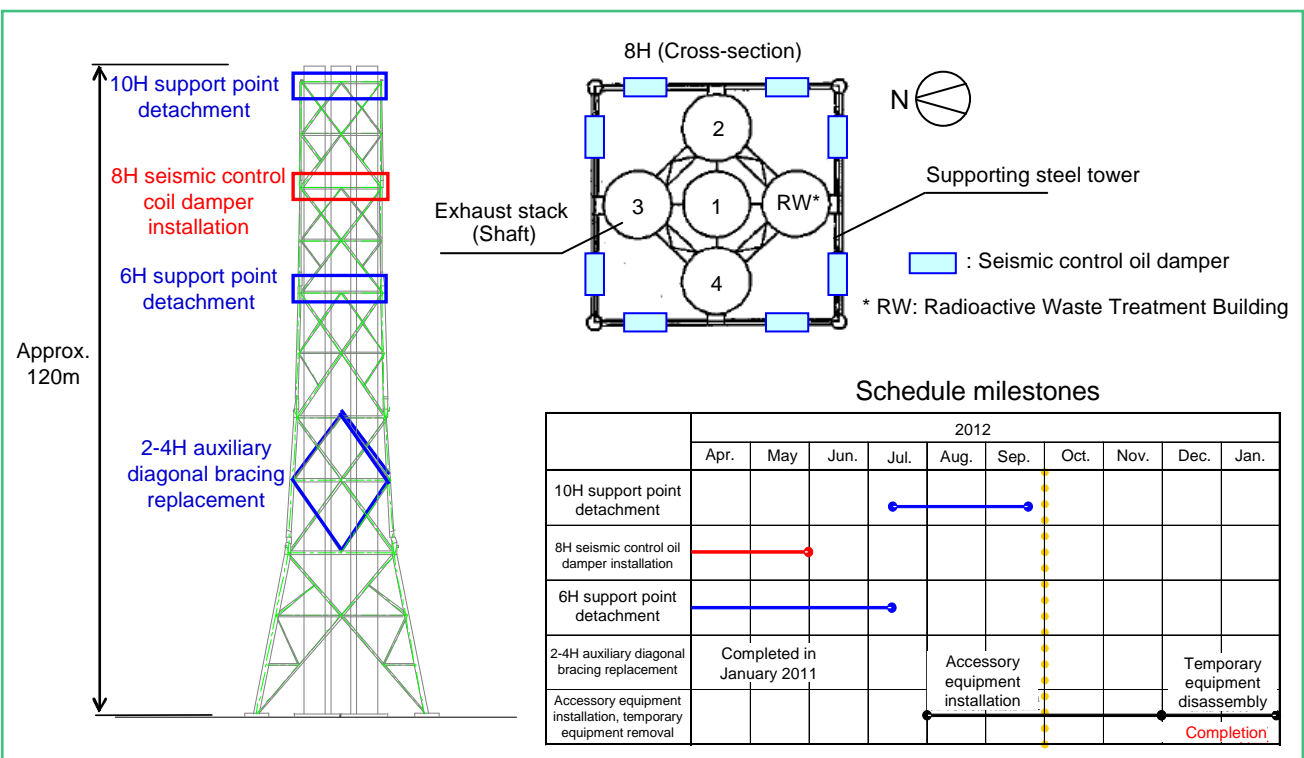 8H (Cross-section)
10H support point
detachment
8H seismic control
coil damper
installation
6H support point
detachment
Approx.
120m
2-4H auxiliary
diagonal bracing
replacement
N
2
3
1
RW*
4
Exhaust stack
(Shaft)
Supporting steel tower
: Seismic control oil damper
* RW: Radioactive Waste Treatment Building
Schedule milestones
2012
Apr. May Jun. Jul. Aug. Sep. Oct. Nov. Dec. Jan.
10H support point
detachment
8H seismic control oil
damper installation
6H support point
detachment
2-4H auxiliary diagonal
bracing replacement
Completed in
January 2011
Accessory
equipment
installation
Temporary
equipment
disassembly
Accessory equipment
installation, temporary
equipment removal
Completion